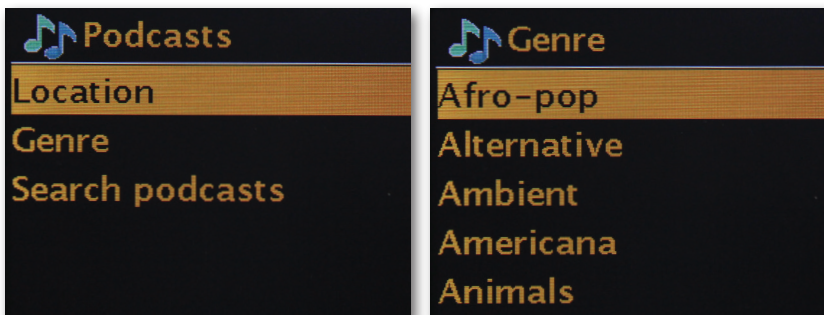 Podcasts
Location
Genre
Search podcasts
Genre
Afro-pop
Alternative
Ambient
Americana
Animals